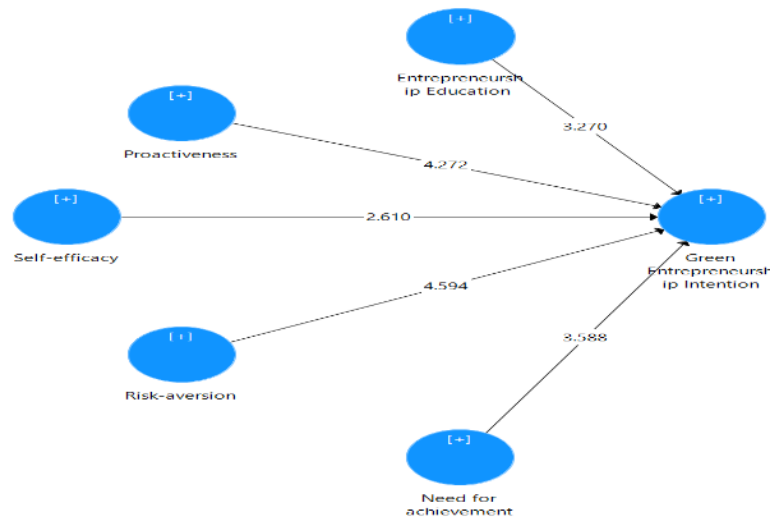 [+]
Entrepreneursh
ip Education
[+]
Proactiveness
3.270
4.272
[+]
Self-efficacy
2.610
[+]
Green
Entrepreneursh
ip Intention
4.594
[+]
Risk-aversion
3.588
[+]
Need for
achievement